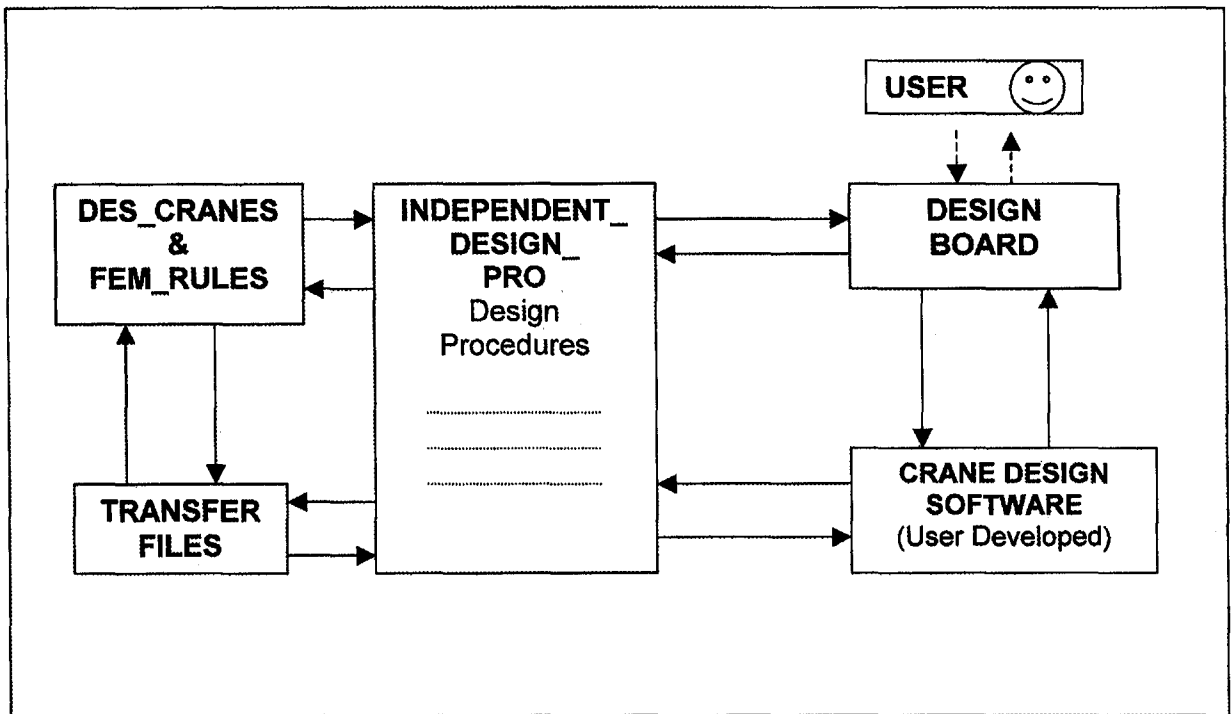 USER
DES_CRANES
&
FEM_RULES
INDEPENDENT_
DESIGN_
PRO
Design
Procedures
DESIGN
BOARD
TRANSFER
FILES
CRANE DESIGN
SOFTWARE
(User Developed)